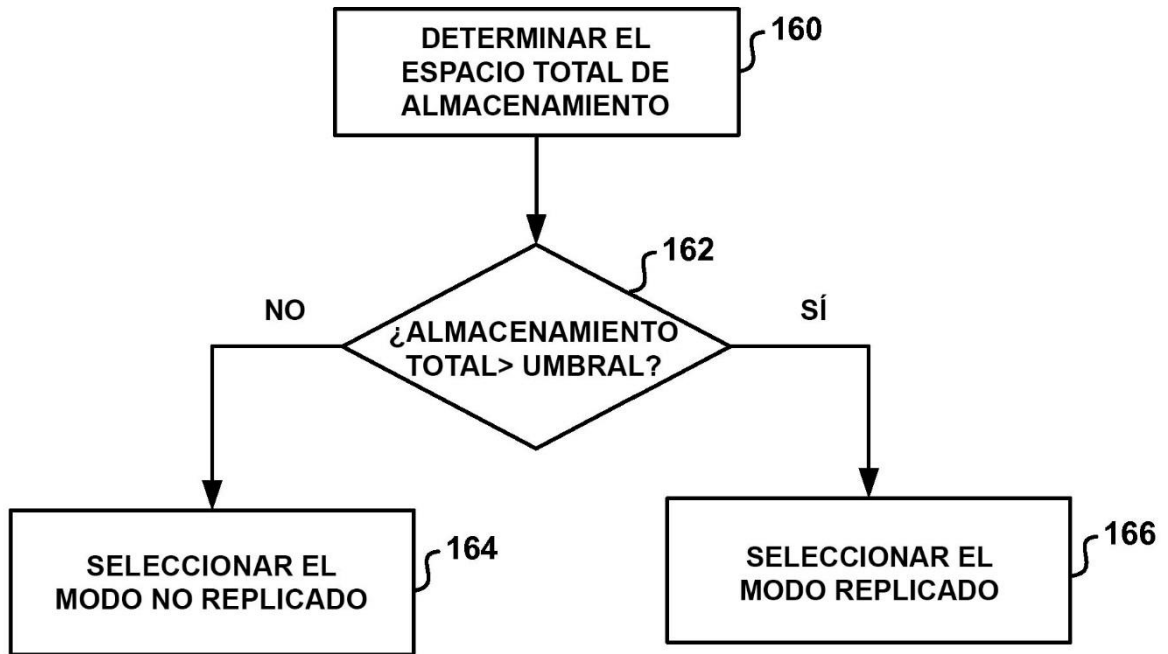 DETERMINAR EL
ESPACIO TOTAL DE
ALMACENAMIENTO
160
162
NO
SÍ
¿ALMACENAMIENTO
TOTAL> UMBRAL?
SELECCIONAR EL
MODO NO REPLICADO
164
SELECCIONAR EL
MODO REPLICADO
166